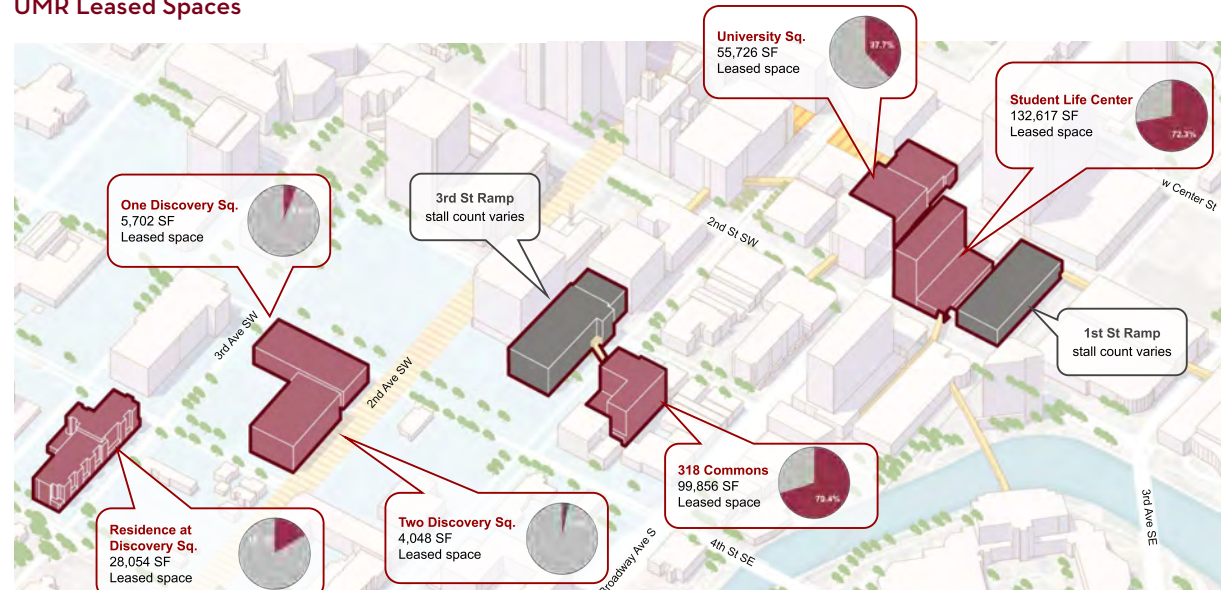 UMR Leased Spaces
University Sq.
55,726 SF
Leased space
37.7%
Student Life Center
132,617 SF
Leased space
72.3%
w Center St
One Discovery Sq.
5,702 SF
Leased space
3rd St Ramp
stall count varies
2nd St SW
3rd Ave SW
2nd Ave SW
1st St Ramp
stall count varies
318 Commons
99,856 SF
Leased space
70.4%
Residence at
Discovery Sq.
28,054 SF
Leased space
Two Discovery Sq.
4,048 SF
Leased space
Broadway Ave S
4th St SE
3rd Ave SE